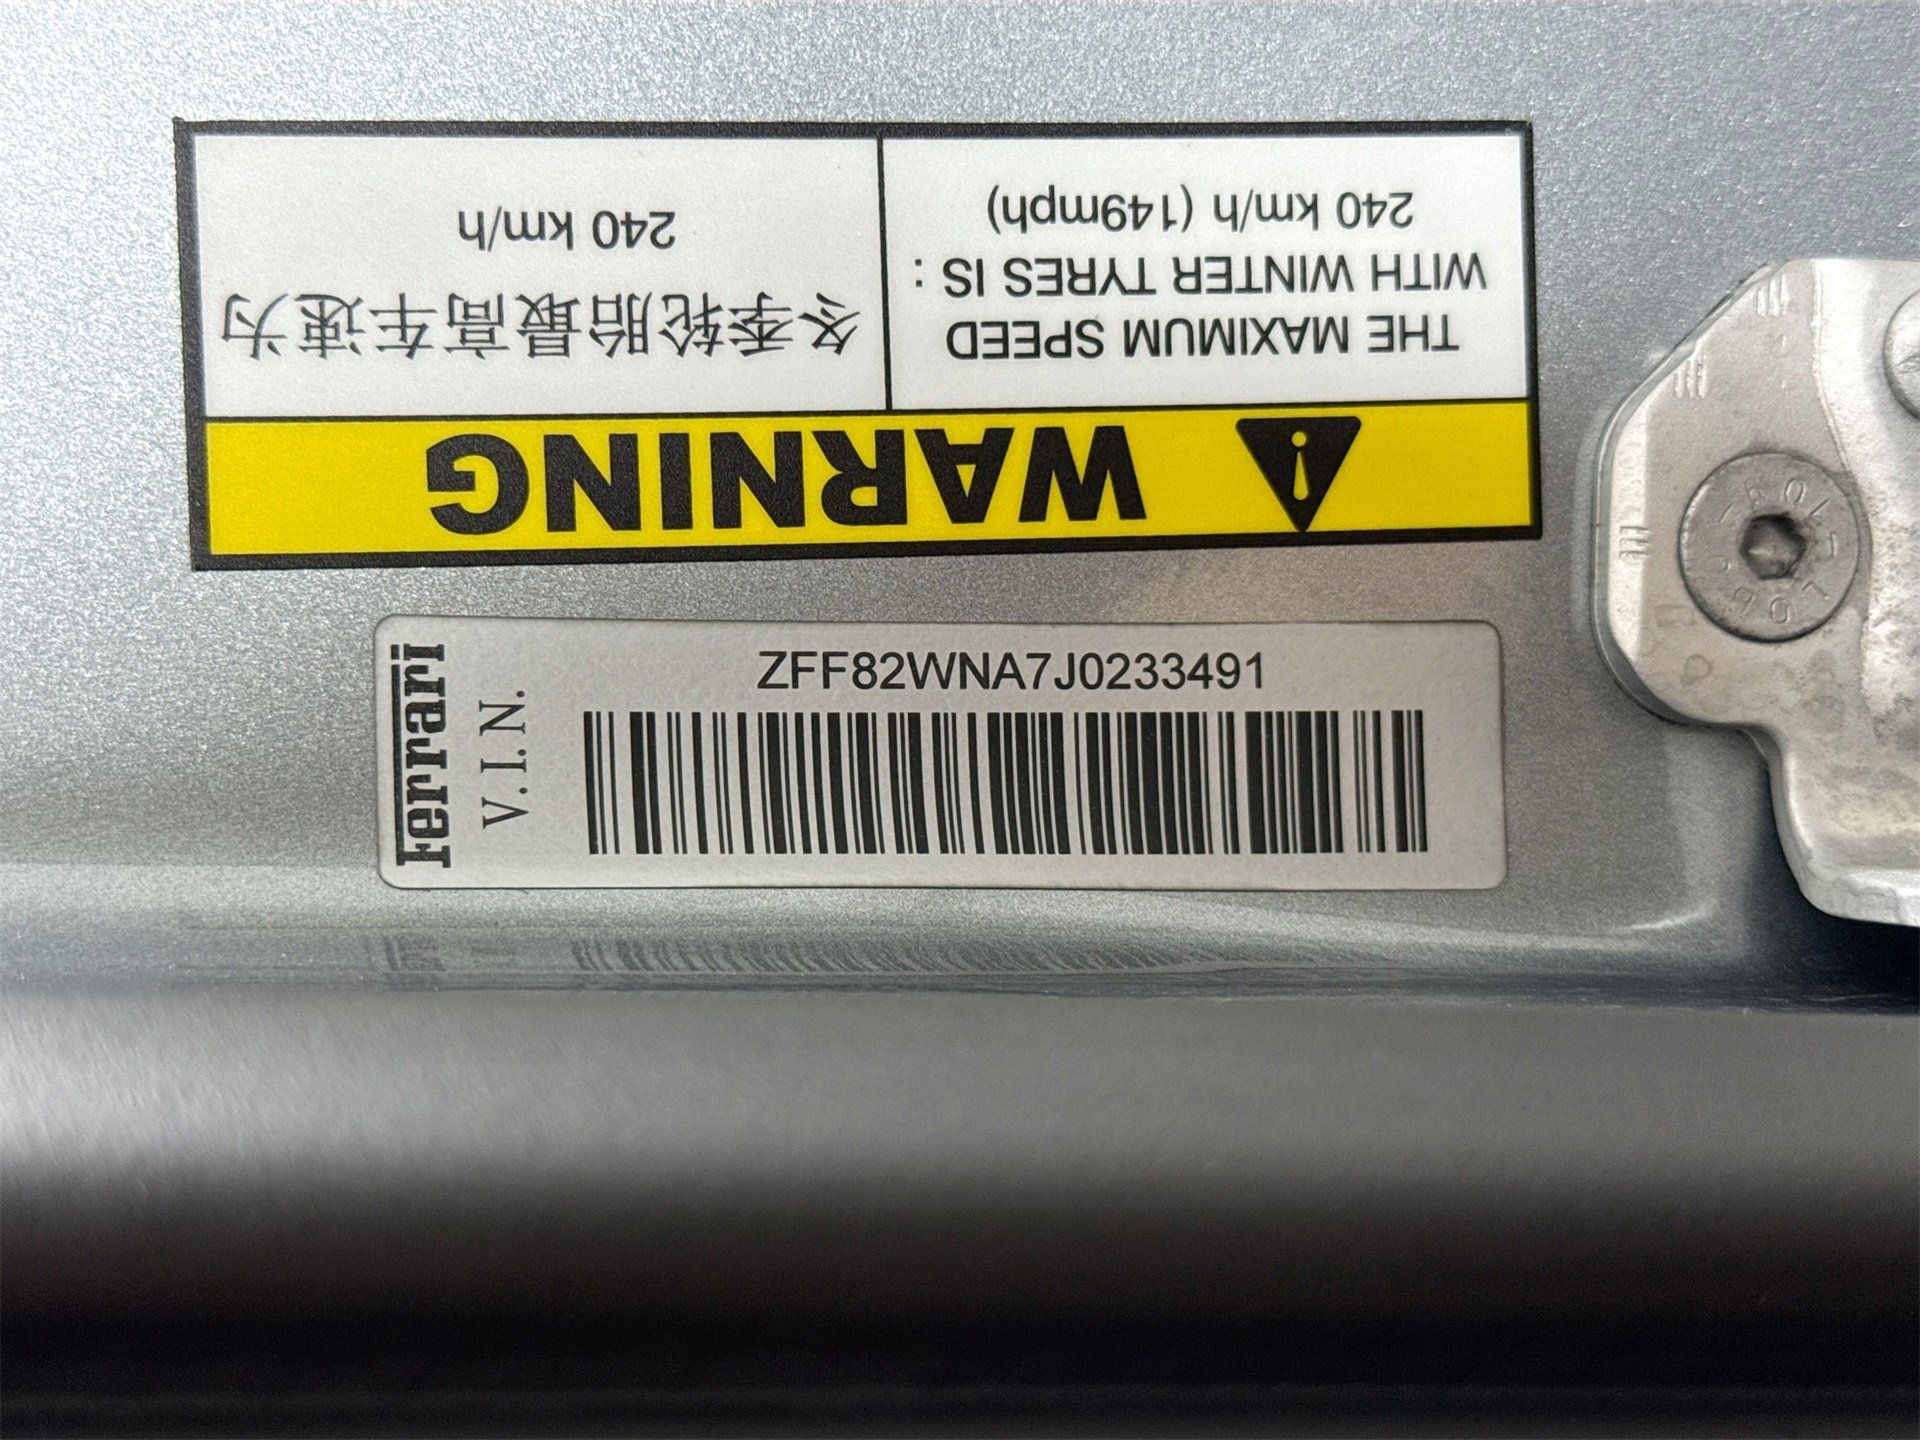 WARNING
THE MAXIMUM SPEED
WITH WINTER TYRES IS :
240 km/h (149mph)
冬季轮胎最高车速为
240 km/h
Ferrari
V.I.N.
ZFF82WNA7J0233491